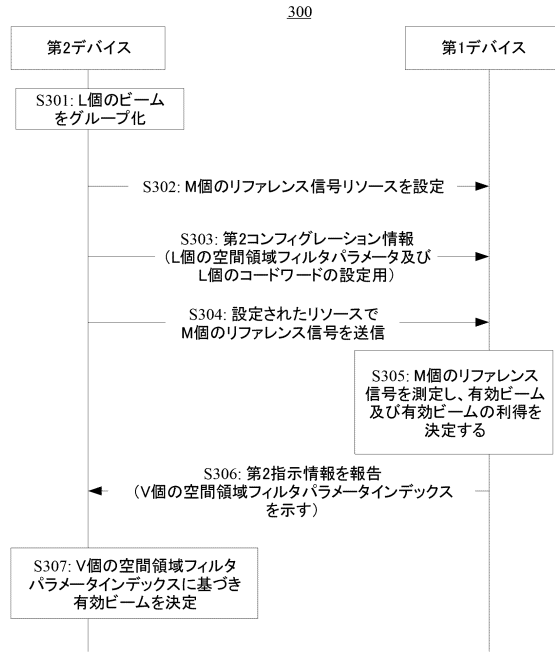 300
第2デバイス
第1デバイス
S301: L個のビーム
をグループ化
S302: M個のリファレンス信号リソースを設定
S303: 第2コンフィグレーション情報
（L個の空間領域フィルタパラメータ及び
L個のコードワードの設定用）
S304: 設定されたリソースで
M個のリファレンス信号を送信
S305: M個のリファレンス
信号を測定し、有効ビーム
及び有効ビームの利得を
決定する
S306: 第2指示情報を報告
（V個の空間領域フィルタパラメータインデックス
を示す）
S307: V個の空間領域フィルタ
パラメータインデックスに基づき
有効ビームを決定